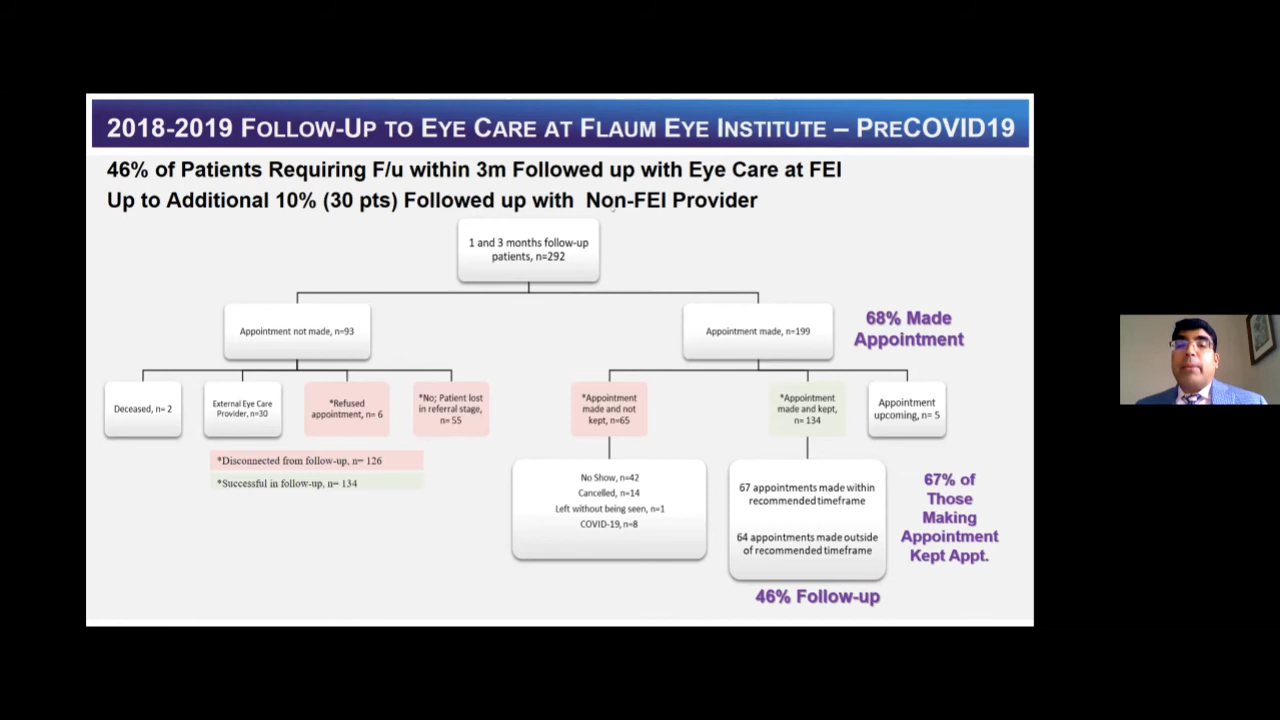 2018-2019 FOLLOW-UP TO EYE CARE AT FLAUM EYE INSTITUTE – PRECOVID19
46% of Patients Requiring F/u within 3m Followed up with Eye Care at FEI
Up to Additional 10% (30 pts) Followed up with Non-FEI Provider
1 and 3 months follow-up
patients, n=292
Appointment not made, n=93
Appointment made, n=199
68% Made
Appointment
Deceased, n= 2
External Eye Care
Provider, n=30
*Refused
appointment, n= 6
*No; Patient lost
in referral stage,
n= 55
*Appointment
made and not
kept, n=65
*Appointment
made and kept,
n= 134
Appointment
upcoming, n= 5
*Disconnected from follow-up, n= 126
*Successful in follow-up, n= 134
No Show, n=42
Cancelled, n=14
Left without being seen, n=1
COVID-19, n=8
67 appointments made within
recommended timeframe
64 appointments made outside
of recommended timeframe
67% of
Those
Making
Appointment
Kept Appt.
46% Follow-up